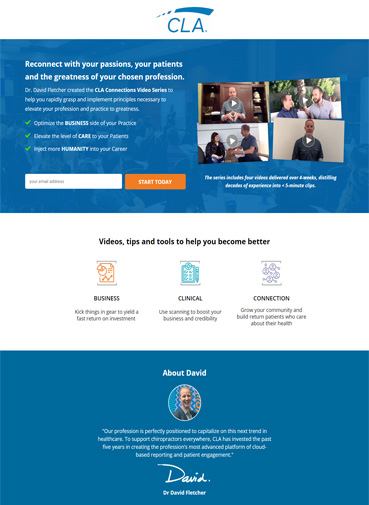 CLA
Reconnect with your passions, your patients
and the greatness of your chosen profession.
Dr. David Fletcher created the CLA Connections Video Series to
help you rapidly grasp and implement principles necessary to
elevate your profession and practice to greatness.
Optimize the BUSINESS side of your Practice
Elevate the level of CARE to your Patients
Inject more HUMANITY into your Career
your email address
START TODAY
The series includes four videos delivered over 4-weeks, distilling
decades of experience into < 5-minute clips.
Videos, tips and tools to help you become better
BUSINESS
Kick things in gear to yield a
fast return on investment
CLINICAL
Use scanning to boost your
business and credibility
CONNECTION
Grow your community and
build return patients who care
about their health
About David
"Our profession is perfectly positioned to capitalize on this next trend in
healthcare. To support chiropractors everywhere, CLA has invested the past
five years in creating the profession's most advanced platform of cloud-
based reporting and patient engagement."
David.
Dr David Fletcher